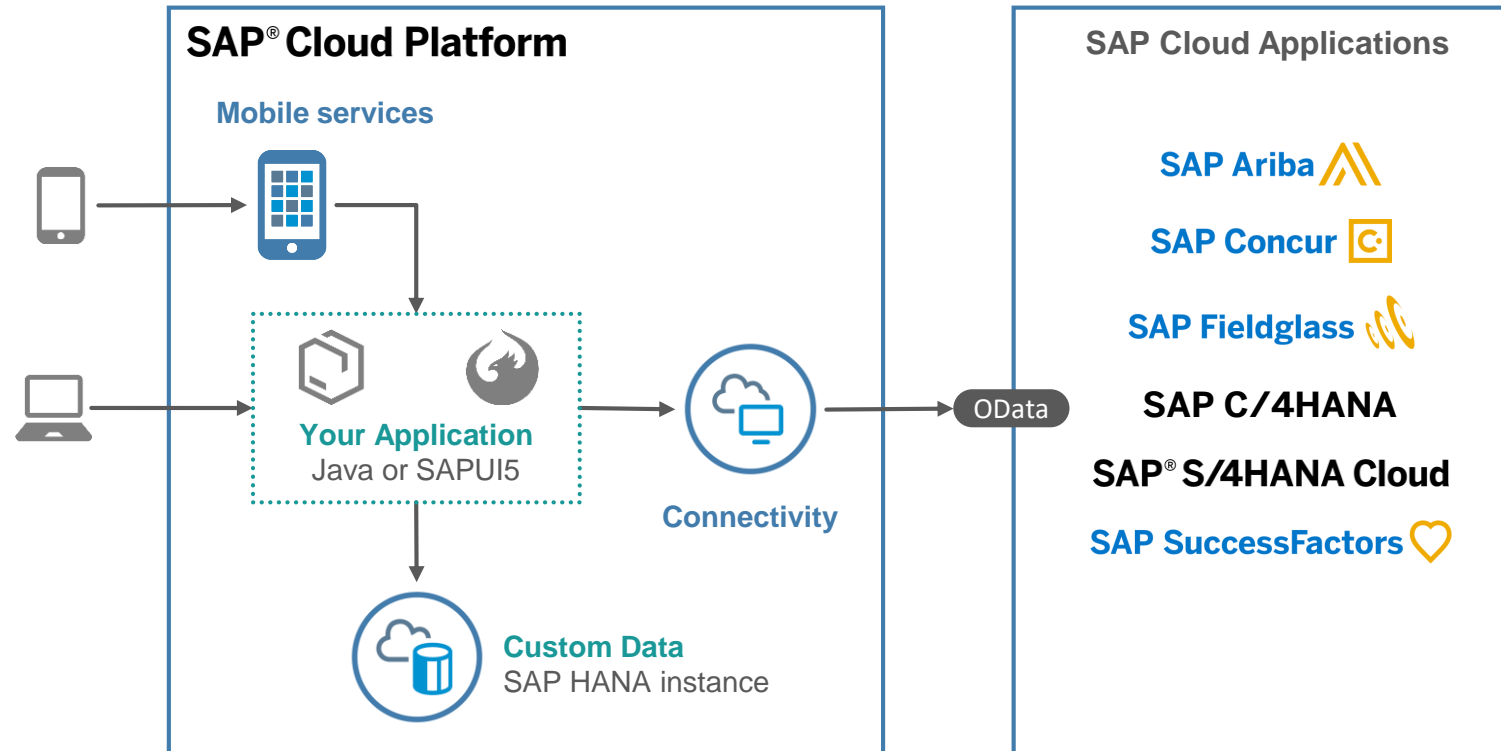 SAP® Cloud Platform
Mobile services
Your Application
Java or SAPUI5
Connectivity
Custom Data
SAP HANA instance
OData
SAP Cloud Applications
SAP Ariba
SAP Concur
SAP Fieldglass
SAP C/4HANA
SAP® S/4HANA Cloud
SAP SuccessFactors